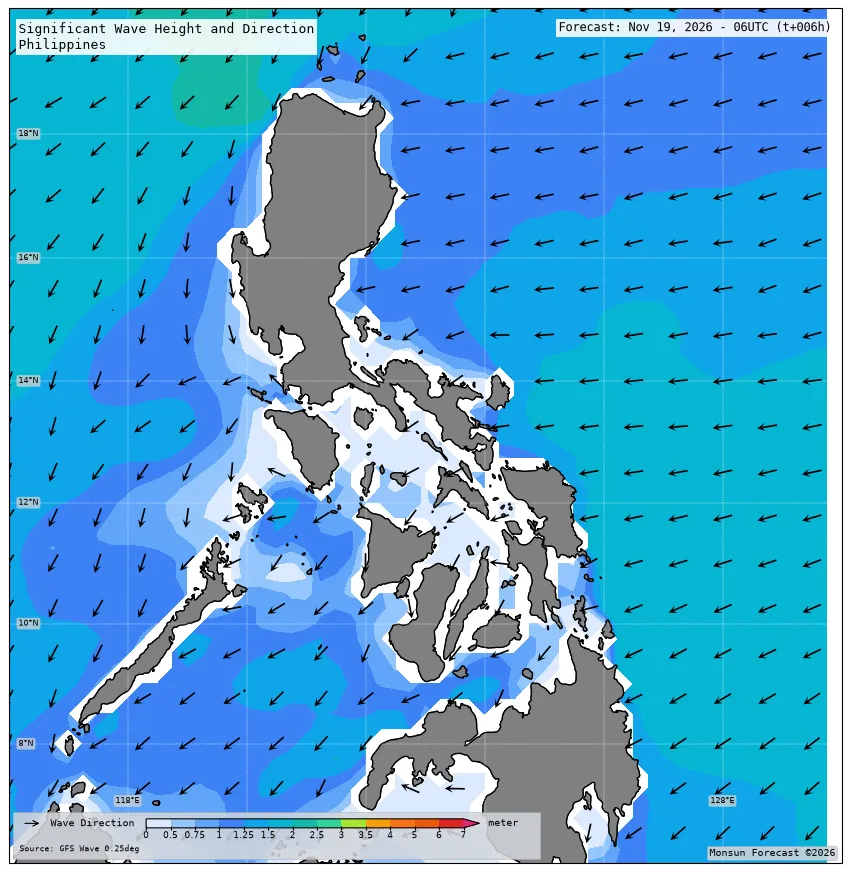 Significant Wave Height and Direction
Philippines
Forecast: Nov 19, 2026 - 06UTC (t+006h)
18°N
16°N
14°N
12°N
10°N
8°N
118°E
128°E
Wave Direction
0 0.5 0.75 1 1.25 1.5 2 2.5 3 3.5 4 5 6 7
meter
Source: GFS Wave 0.25deg
Monsun Forecast ©2026